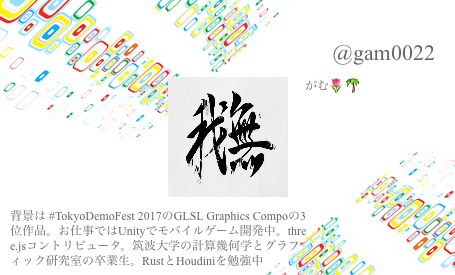 @gam0022
がむ🌷🌴
我無
背景は #TokyoDemoFest 2017のGLSL Graphics Compoの3
位作品。お仕事ではUnityでモバイルゲーム開発中。thre
e.jsコントリビュータ。筑波大学の計算幾何学とグラフ
ィック研究室の卒業生。RustとHoudiniを勉強中